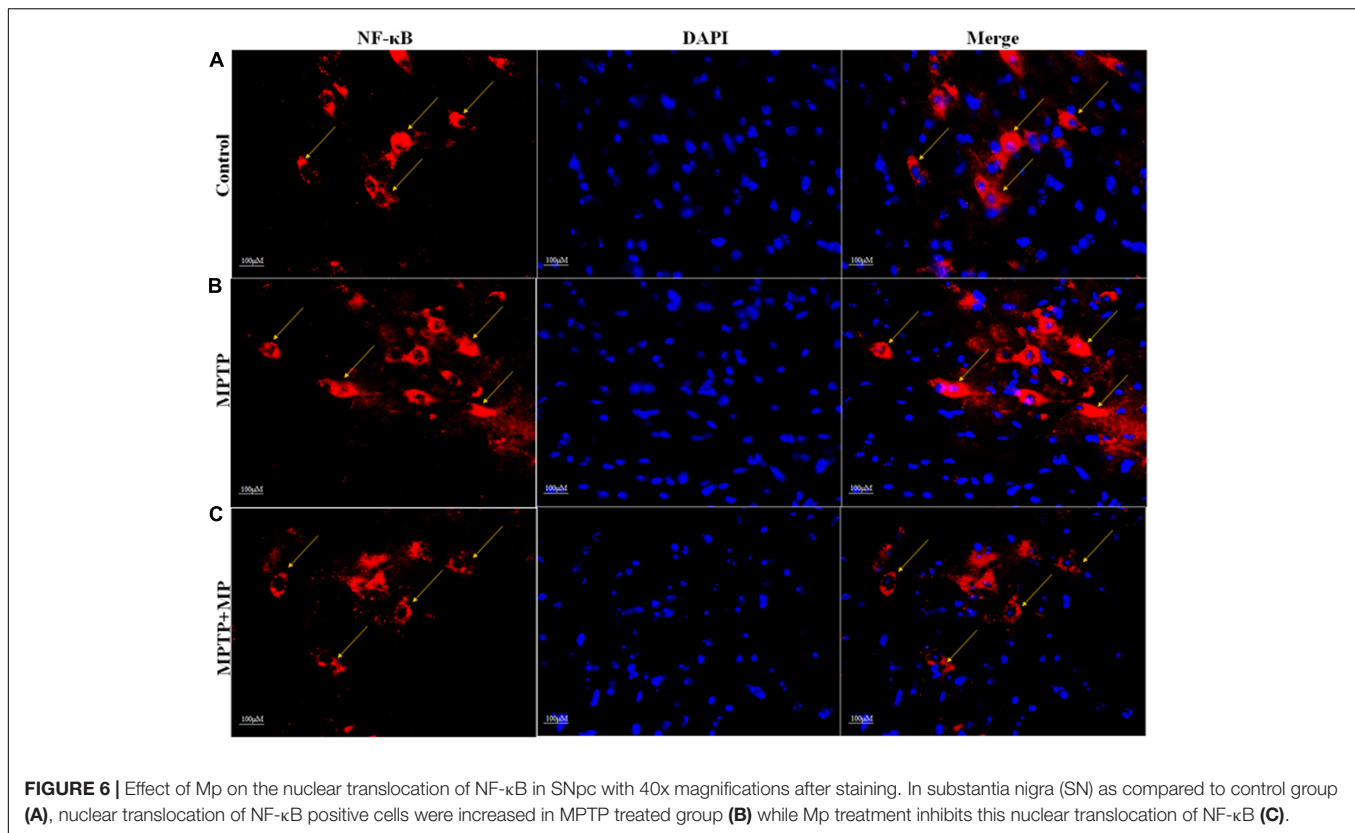 NF-κB DAPI Merge
A
Control
100μM 100μM 100μM
B
MPTP
100μM 100μM 100μM
C
MPTP+MP
100μM 100μM 100μM
FIGURE 6 | Effect of Mp on the nuclear translocation of NF-κB in SNpc with 40x magnifications after staining. In substantia nigra (SN) as compared to control group
(A), nuclear translocation of NF-κB positive cells were increased in MPTP treated group (B) while Mp treatment inhibits this nuclear translocation of NF-κB (C).